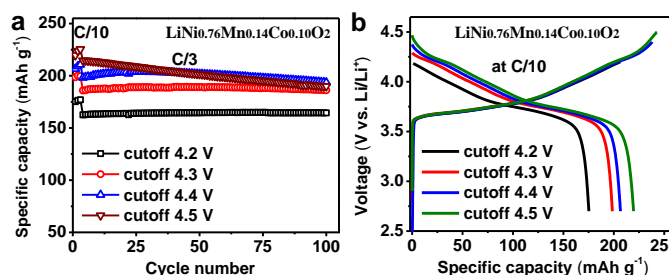 a
LiNi0.76Mn0.14Co0.10O2
C/10
C/3
Specific capacity (mAh g-1)
250
200
150
100
50
cutoff 4.2 V
cutoff 4.3 V
cutoff 4.4 V
cutoff 4.5 V
0 25 50 75 100
Cycle number
b
LiNi0.76Mn0.14Co0.10O2
at C/10
Voltage (V vs. Li/Li+)
4.5
4.0
3.5
3.0
2.5
cutoff 4.2 V
cutoff 4.3 V
cutoff 4.4 V
cutoff 4.5 V
0 50 100 150 200 24
Specific capacity (mAh g-1)